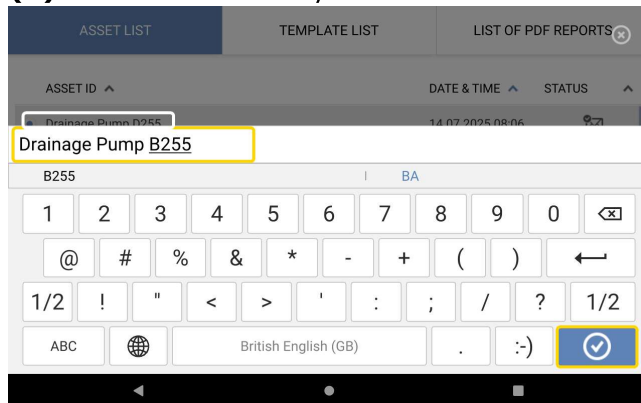 ASSET LIST TEMPLATE LIST LIST OF PDF REPORTS
ASSET ID DATE & TIME STATUS
Drainage Pump D255 14.07.2025 08:06
Drainage Pump B255
B255 BA
1 2 3 4 5 6 7 8 9 0
@ # % & * - + ( )
1/2 ! " < > ' : ; / ? 1/2
ABC British English (GB) . :-)